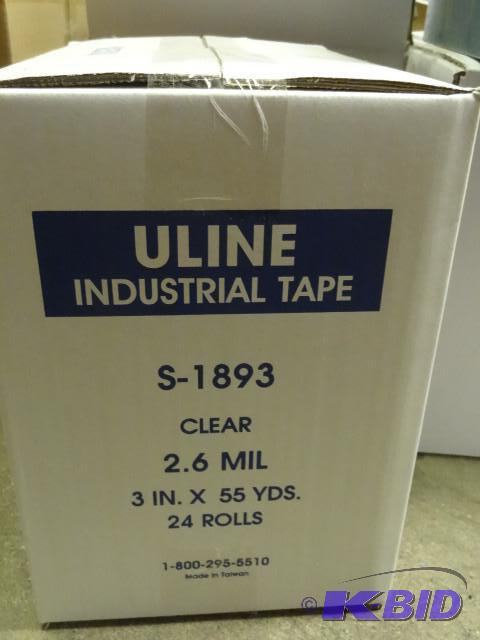 ULINE
INDUSTRIAL TAPE
S-1893
CLEAR
2.6 MIL
3 IN. X 55 YDS.
24 ROLLS
1-800-295-5510
Made in Taiwan
© K-BID